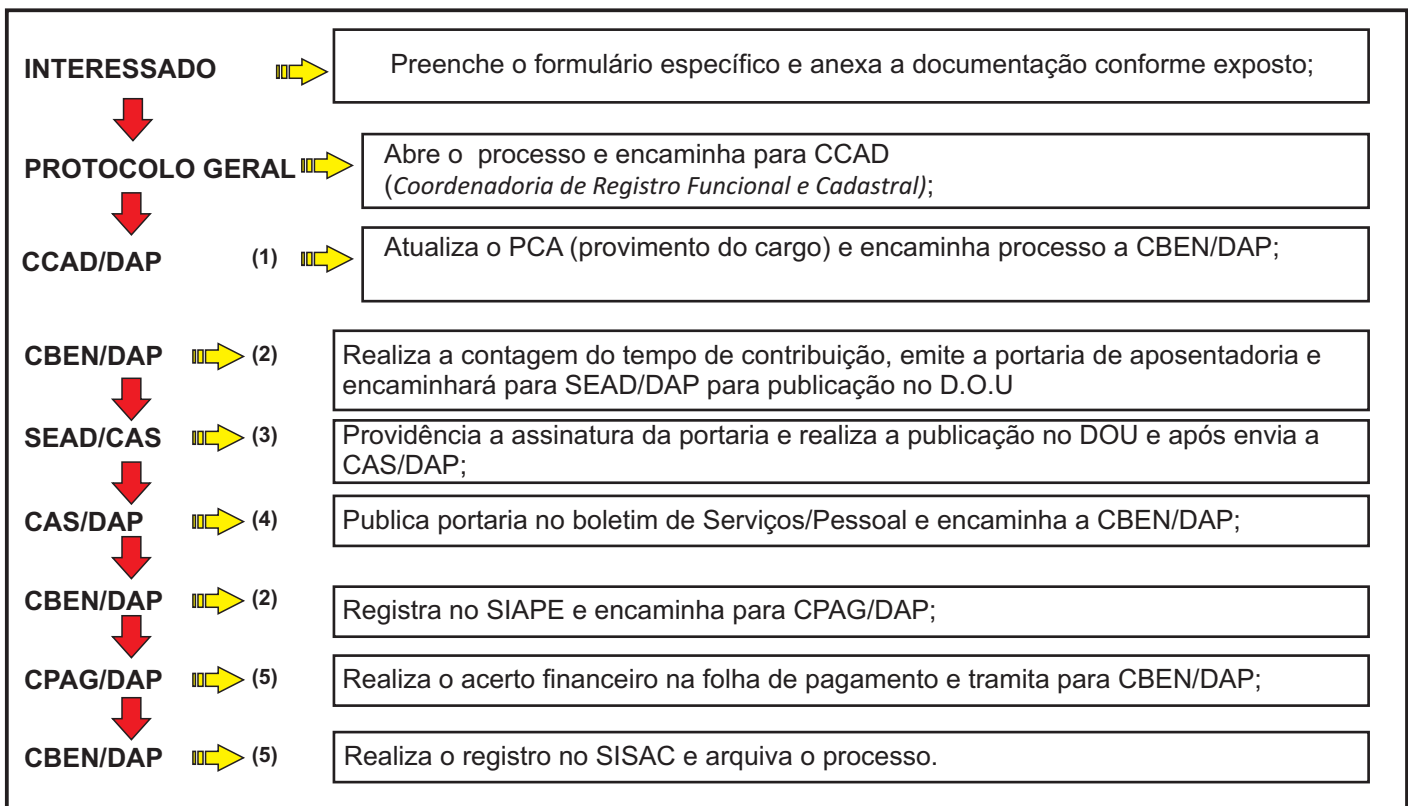 INTERESSADO
Preenche o formulário específico e anexa a documentação conforme exposto;
PROTOCOLO GERAL
Abre o processo e encaminha para CCAD
(Coordenadoria de Registro Funcional e Cadastral);
CCAD/DAP (1)
Atualiza o PCA (provimento do cargo) e encaminha processo a CBEN/DAP;
CBEN/DAP (2)
Realiza a contagem do tempo de contribuição, emite a portaria de aposentadoria e
encaminhará para SEAD/DAP para publicação no D.O.U
SEAD/CAS (3)
Providência a assinatura da portaria e realiza a publicação no DOU e após envia a
CAS/DAP;
CAS/DAP (4)
Publica portaria no boletim de Serviços/Pessoal e encaminha a CBEN/DAP;
CBEN/DAP (2)
Registra no SIAPE e encaminha para CPAG/DAP;
CPAG/DAP (5)
Realiza o acerto financeiro na folha de pagamento e tramita para CBEN/DAP;
CBEN/DAP (5)
Realiza o registro no SISAC e arquiva o processo.